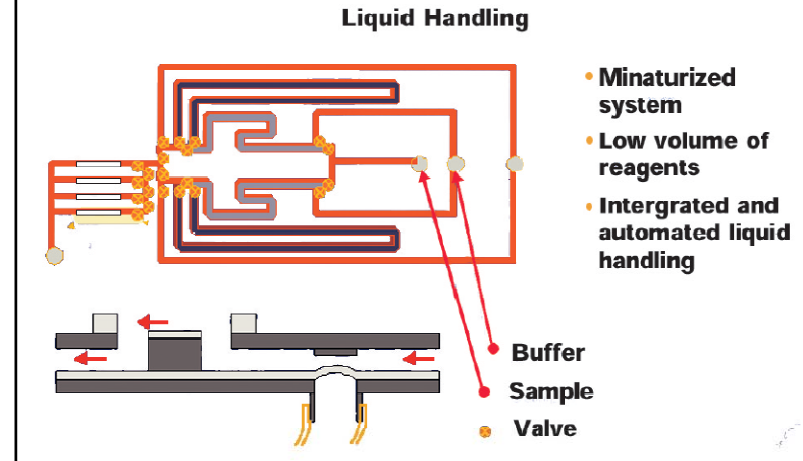 Liquid Handling
• Minaturized
system
• Low volume of
reagents
• Intergrated and
automated liquid
handling
Buffer
Sample
Valve